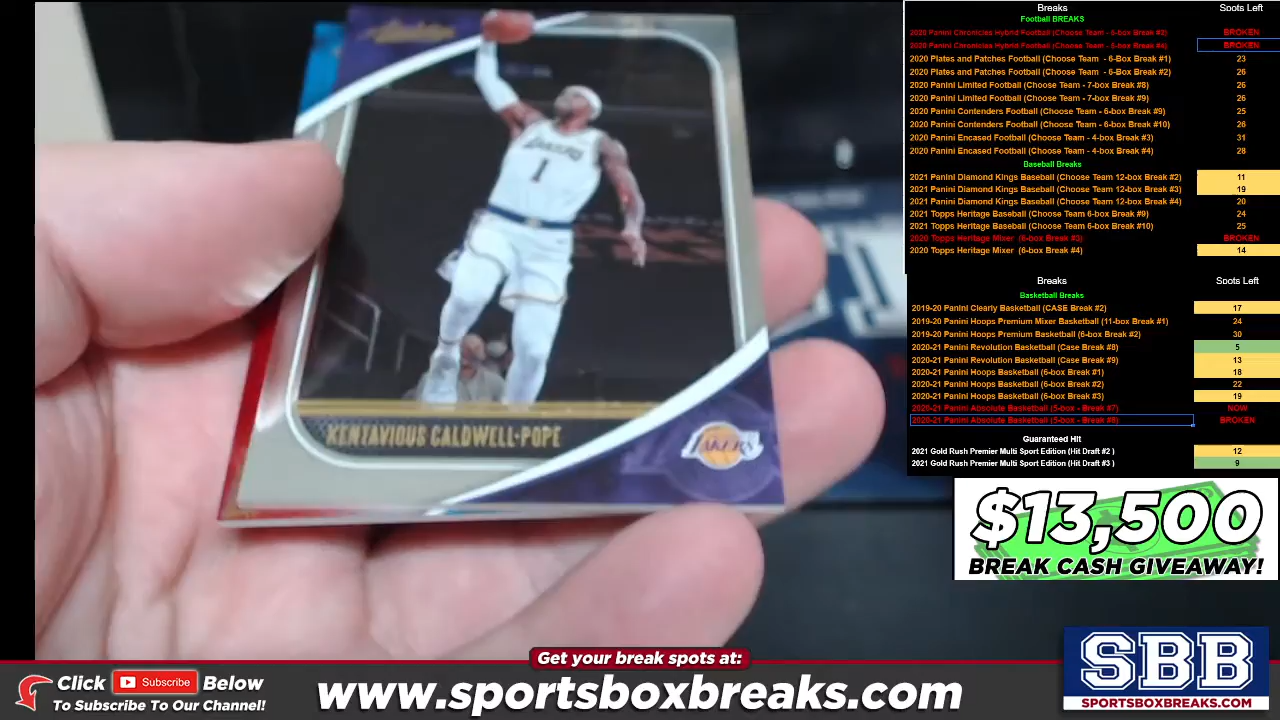 Breaks Spots Left
Football BREAKS
2020 Panini Chronicles Hybrid Football (Choose Team - BROKEN
2020 Panini Chronicles Hybrid Football (Choose Team - BROKEN
2020 Plates and Patches Football (Choose Team - 6-Box Break #1) 23
2020 Plates and Patches Football (Choose Team - 6-Box Break #2) 26
2020 Panini Limited Football (Choose Team - 7-box Break #8) 26
2020 Panini Limited Football (Choose Team - 7-box Break #9) 26
2020 Panini Contenders Football (Choose Team - 6-box Break #9) 25
2020 Panini Contenders Football (Choose Team - 6-box Break #10) 26
2020 Panini Encased Football (Choose Team - 4-box Break #3) 31
2020 Panini Encased Football (Choose Team - 4-box Break #4) 28
Baseball Breaks
2021 Panini Diamond Kings Baseball (Choose Team 12-box Break #2) 11
2021 Panini Diamond Kings Baseball (Choose Team 12-box Break #3) 19
2021 Panini Diamond Kings Baseball (Choose Team 12-box Break #4) 20
2021 Topps Heritage Baseball (Choose Team 6-box Break #9) 24
2021 Topps Heritage Baseball (Choose Team 6-box Break #10) 25
2020 Topps Heritage Mixer (6-box Break #3) BROKEN
2020 Topps Heritage Mixer (6-box Break #4) 14
Breaks Spots Left
Basketball Breaks
2019-20 Panini Clearly Basketball (CASE Break #2) 17
2019-20 Panini Hoops Premium Mixer Basketball (11-box Break #1) 24
2019-20 Panini Hoops Premium Basketball (6-box Break #2) 30
2020-21 Panini Revolution Basketball (Case Break #8) 5
2020-21 Panini Revolution Basketball (Case Break #9) 13
2020-21 Panini Hoops Basketball (6-box Break #1) 18
2020-21 Panini Hoops Basketball (6-box Break #2) 22
2020-21 Panini Hoops Basketball (6-box Break #3) 19
2020-21 Panini Absolute Basketball (5-box - Break #7) NOW
2020-21 Panini Absolute Basketball (5-box - Break #8) BROKEN
Guaranteed Hit
2021 Gold Rush Premier Multi Sport Edition (Hit Draft #2 ) 12
2021 Gold Rush Premier Multi Sport Edition (Hit Draft #3 ) 9
1
CALDWELL-POPE
LAKERS
$13,500
BREAK CASH GIVEAWAY!
Get your break spots at:
Click Subscribe Below
To Subscribe To Our Channel!
www.sportsboxbreaks.com
SBB
SPORTSBOXBREAKS.COM